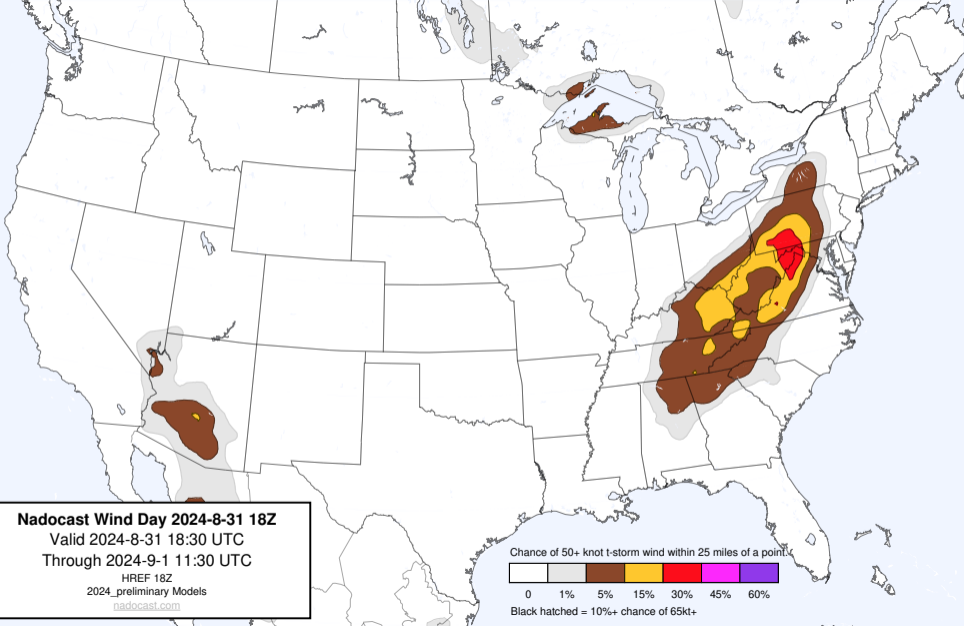 Nadocast Wind Day 2024-8-31 18Z
Valid 2024-8-31 18:30 UTC
Through 2024-9-1 11:30 UTC
HREF 18Z
2024_preliminary Models
nadocast.com
Chance of 50+ knot t-storm wind within 25 miles of a point.
0 1% 5% 15% 30% 45% 60%
Black hatched = 10%+ chance of 65kt+